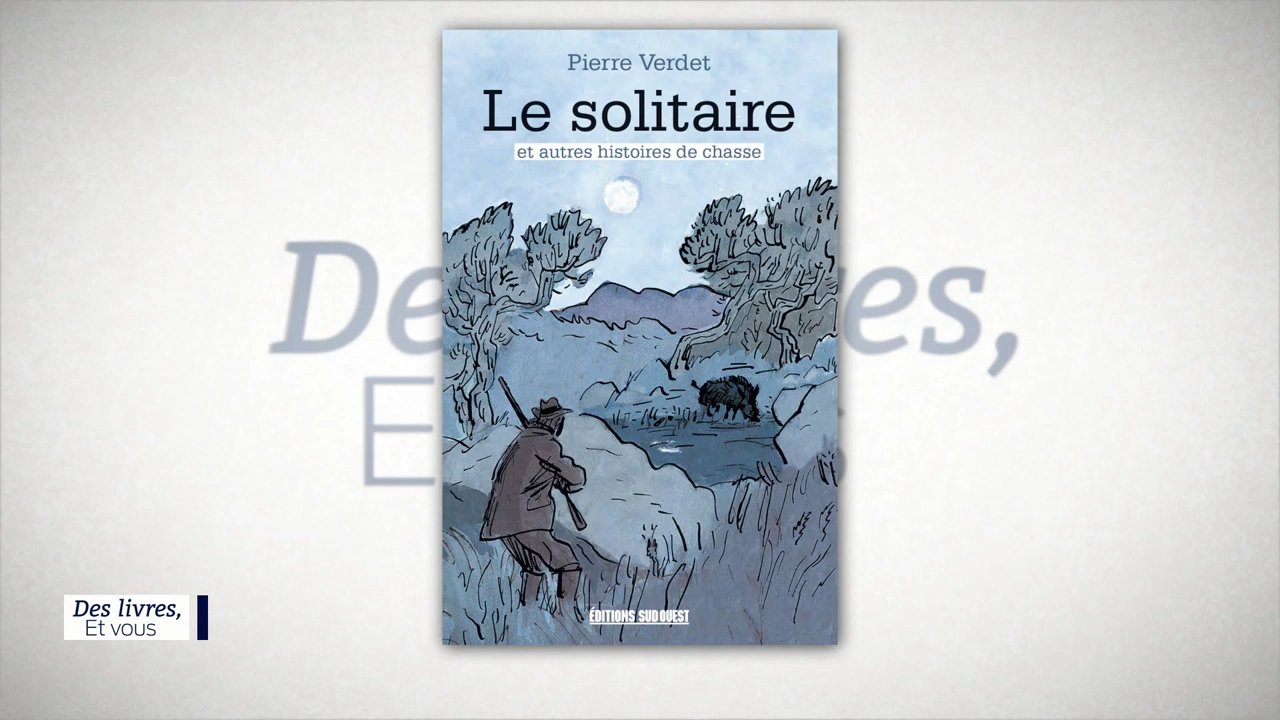 Pierre Verdet
Le solitaire
et autres histoires de chasse
ÉDITIONS SUD OUEST
Des livres,
Et vous